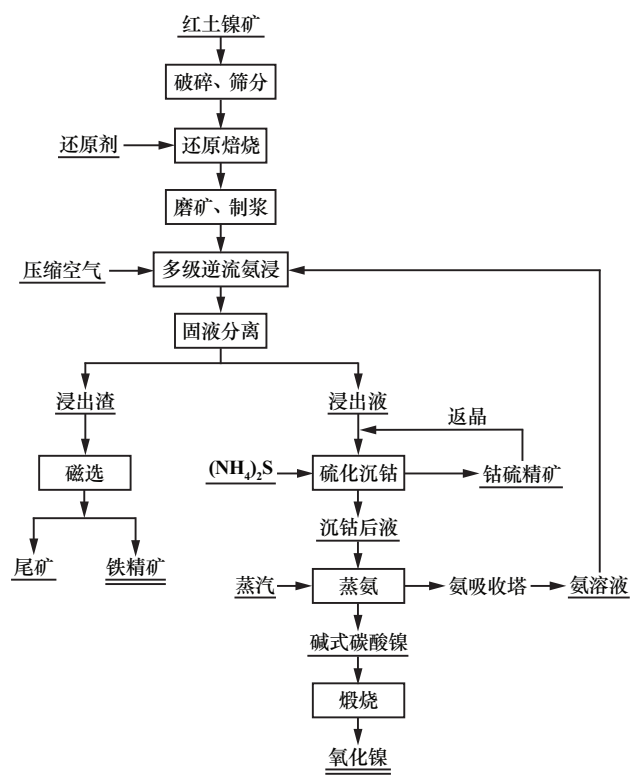 红土镍矿
破碎、筛分
还原剂
还原焙烧
磨矿、制浆
压缩空气
多级逆流氨浸
固液分离
浸出渣
浸出液
返晶
磁选
(NH₄)₂S
硫化沉钴
钴硫精矿
沉钴后液
尾矿
铁精矿
蒸汽
蒸氨
氨吸收塔
氨溶液
碱式碳酸镍
煅烧
氧化镍